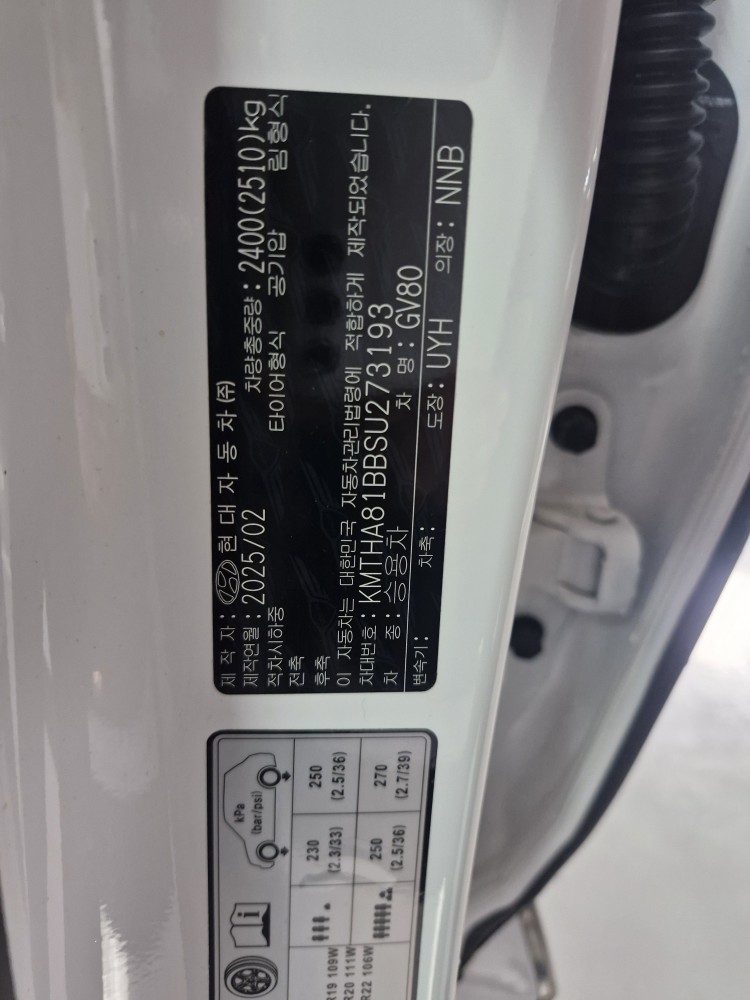 제 작 자 : 현 대 자 동 차 ㈜
제작연월 : 2025/02 차량총중량 : 2400(2510)kg
적차시하중 타이어형식 공기압 림형식
전축
후축
이 자동차는 대한민국 자동차관리법령에 적합하게 제작되었습니다.
차대번호 : KMTHA81BBSU273193
차 종 : 승용차 차 명 : GV80
변속기 : 차축 : 도장 : UYH 의장 : NNB
kPa
(bar/psi)
230
(2.3/33)
250
(2.5/36)
250
(2.5/36)
270
(2.7/39)
R19 109W
R20 111W
R22 106W